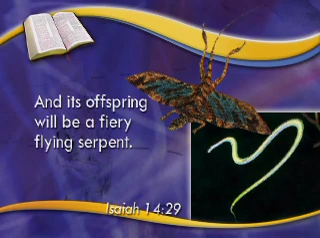 And its offspring
will be a fiery
flying serpent.
Isaiah 14:29